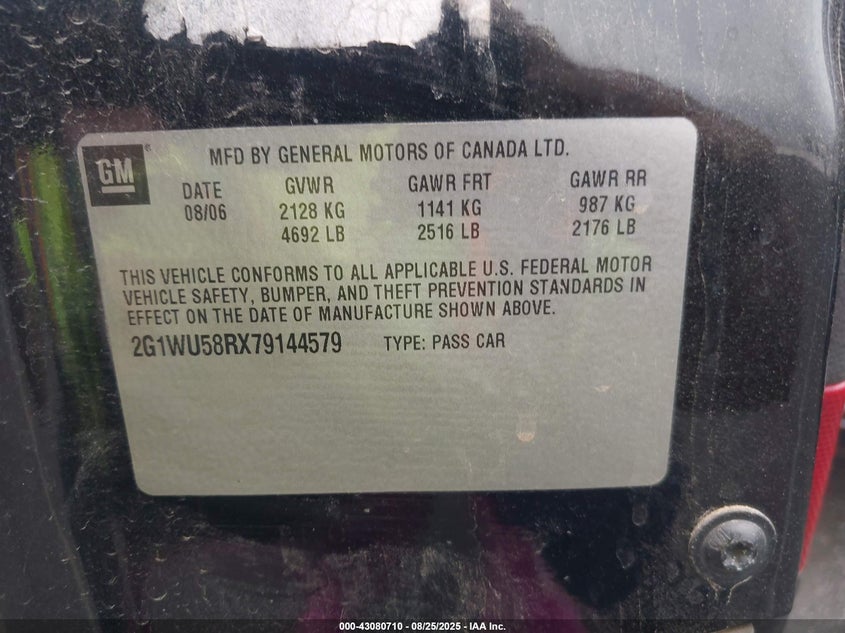 GM
®
MFD BY GENERAL MOTORS OF CANADA LTD.
DATE GVWR GAWR FRT GAWR RR
08/06 2128 KG 1141 KG 987 KG
4692 LB 2516 LB 2176 LB
THIS VEHICLE CONFORMS TO ALL APPLICABLE U.S. FEDERAL MOTOR
VEHICLE SAFETY, BUMPER, AND THEFT PREVENTION STANDARDS IN
EFFECT ON THE DATE OF MANUFACTURE SHOWN ABOVE.
2G1WU58RX79144579 TYPE: PASS CAR
000-43080710 - 08/25/2025 - IAA Inc.